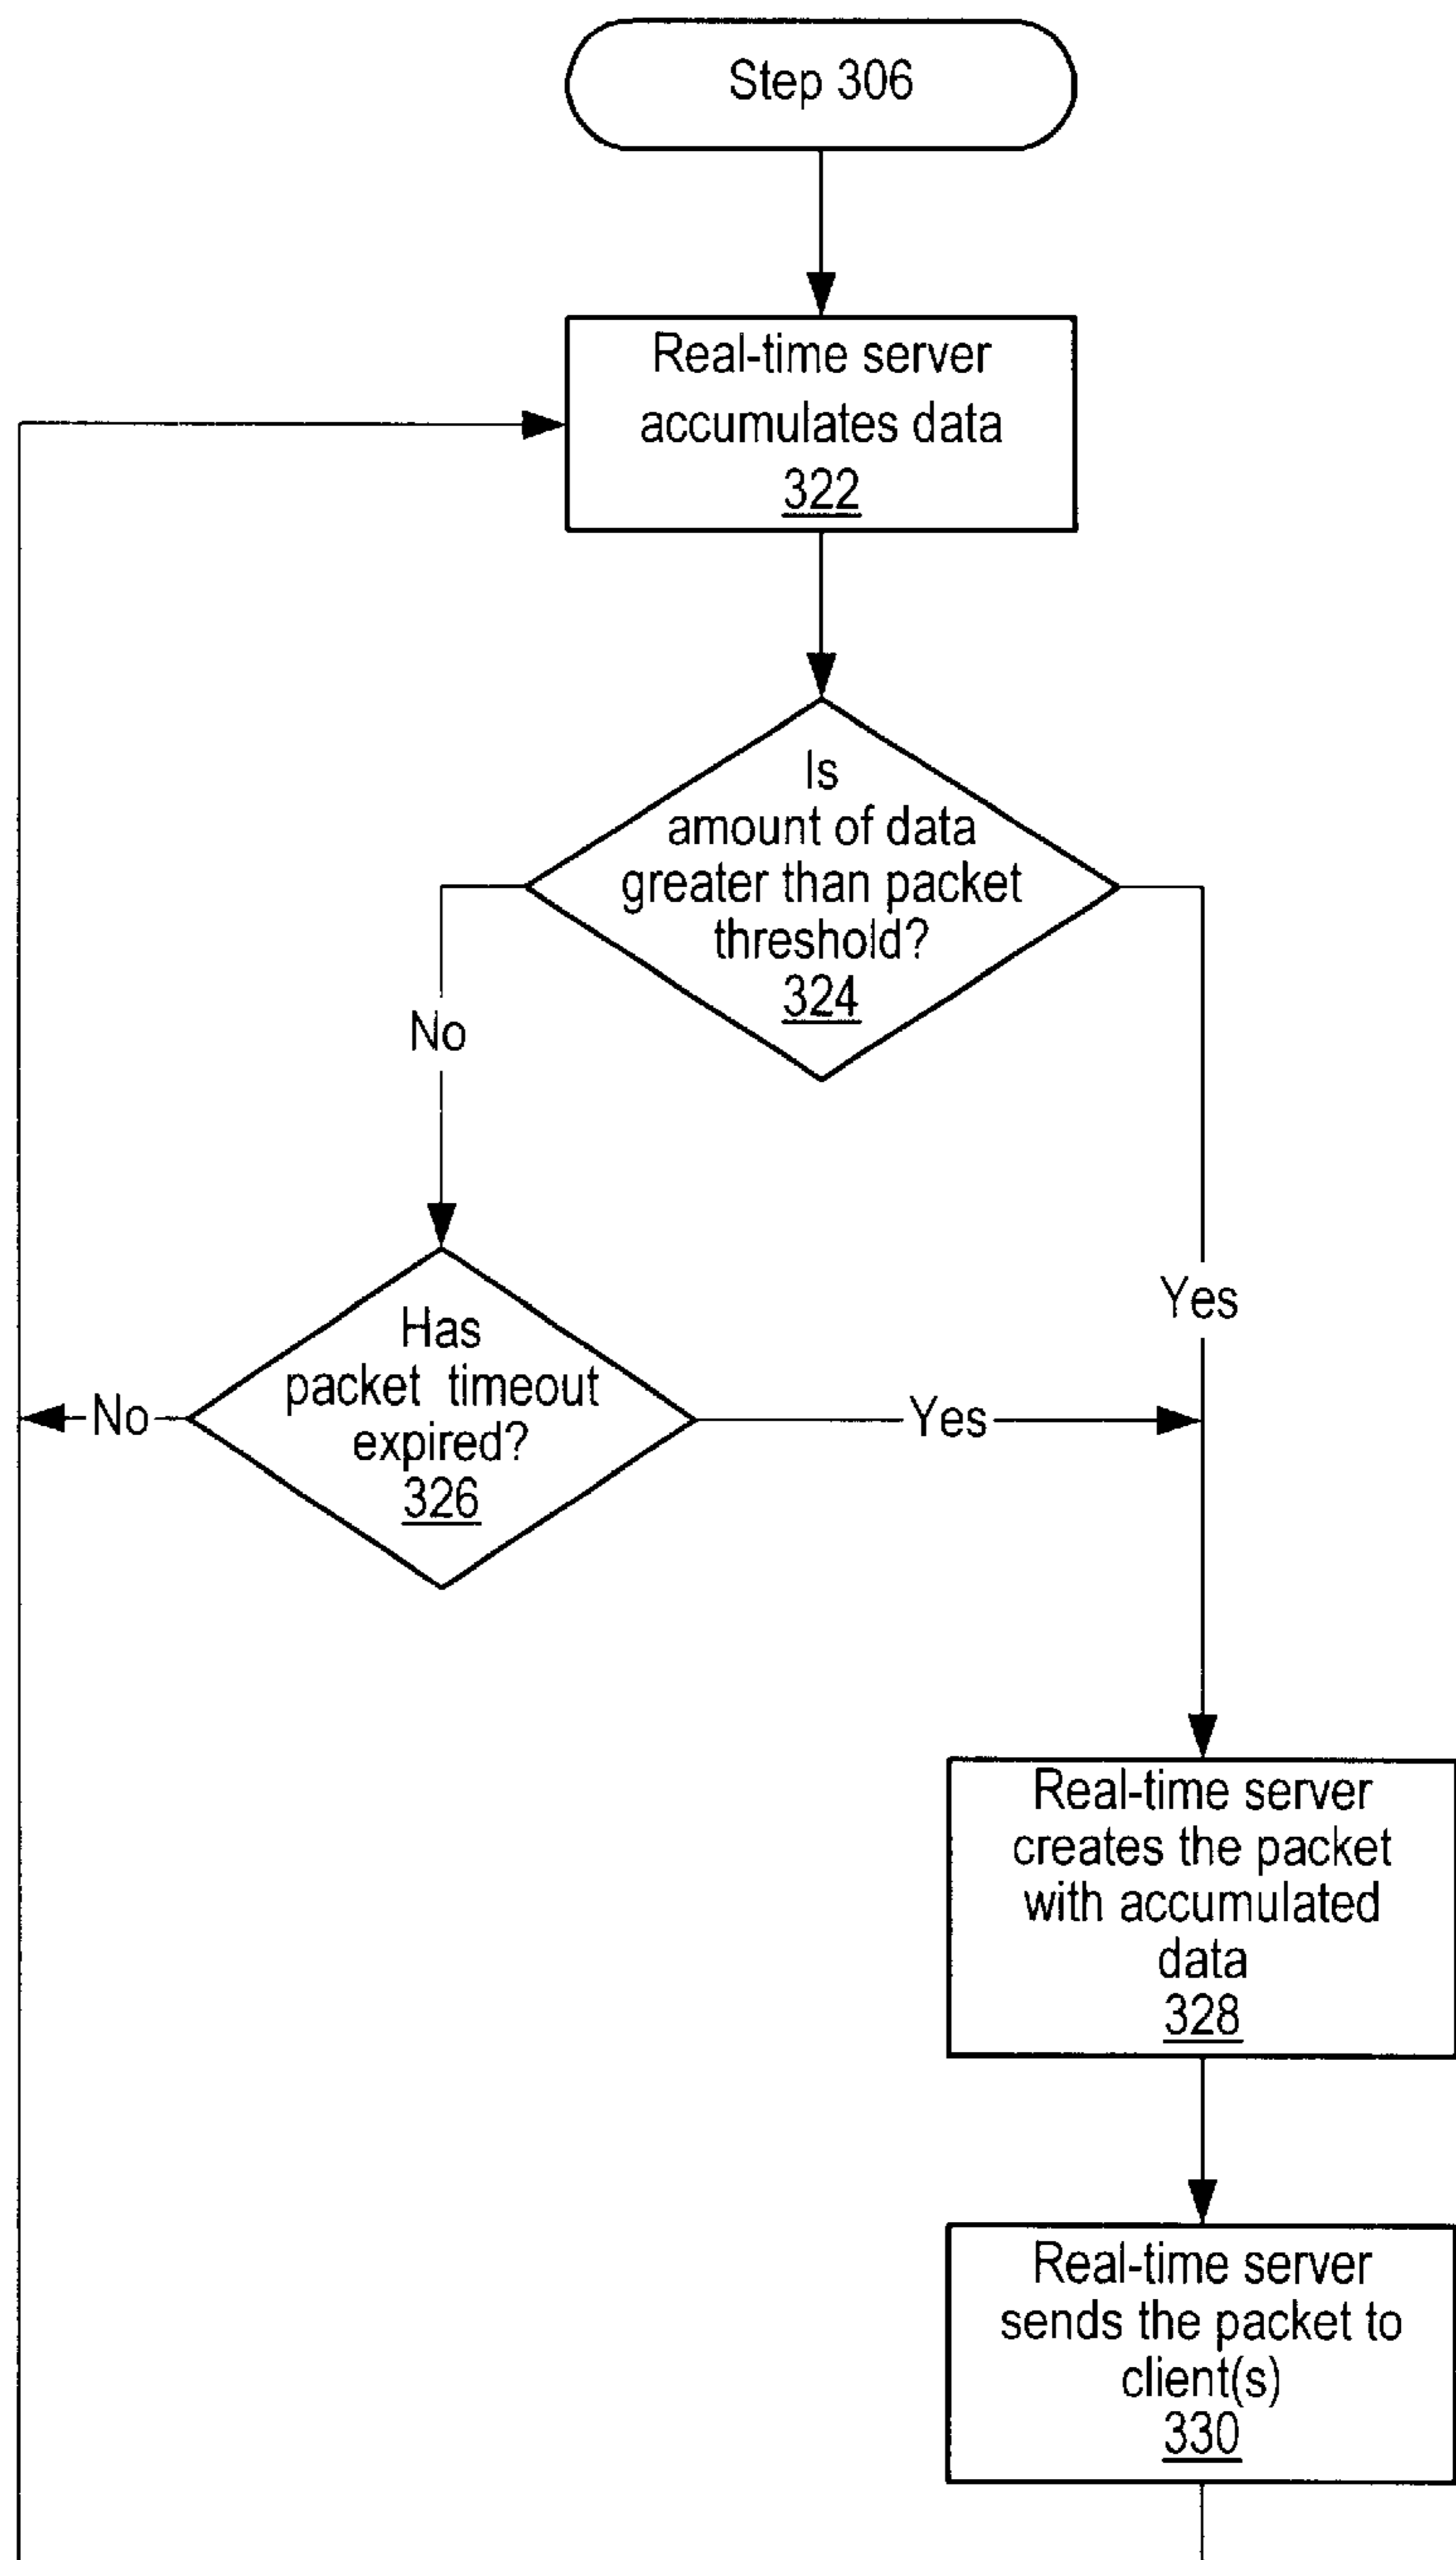 Step 306
Real-time server
accumulates data
322
Is
amount of data
greater than packet
threshold?
324
No
Yes
Has
packet timeout
expired?
326
No
Yes
Real-time server
creates the packet
with accumulated
data
328
Real-time server
sends the packet to
client(s)
330